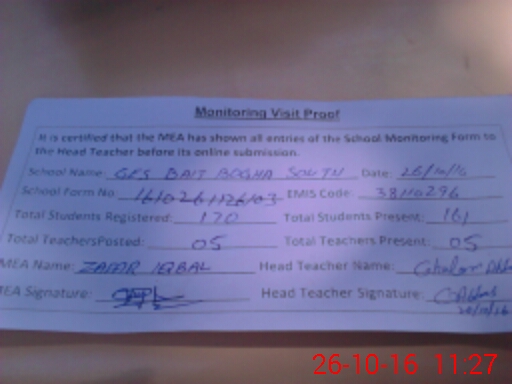 Monitoring Visit Proof
It is certified that the MEA has shown all entries of the School Monitoring Form to
the Head Teacher before its online submission.
School Name: GES BAIT BOGHA SOUTH Date: 26/10/16
School Form No: EMIS Code: 38110296
Total Students Registered: 170 Total Students Present: 161
Total TeachersPosted: 05 Total Teachers Present: 05
MEA Name: ZAFAR IQBAL Head Teacher Name:
MEA Signature: Head Teacher Signature:
26/10/16
26-10-16 11:27